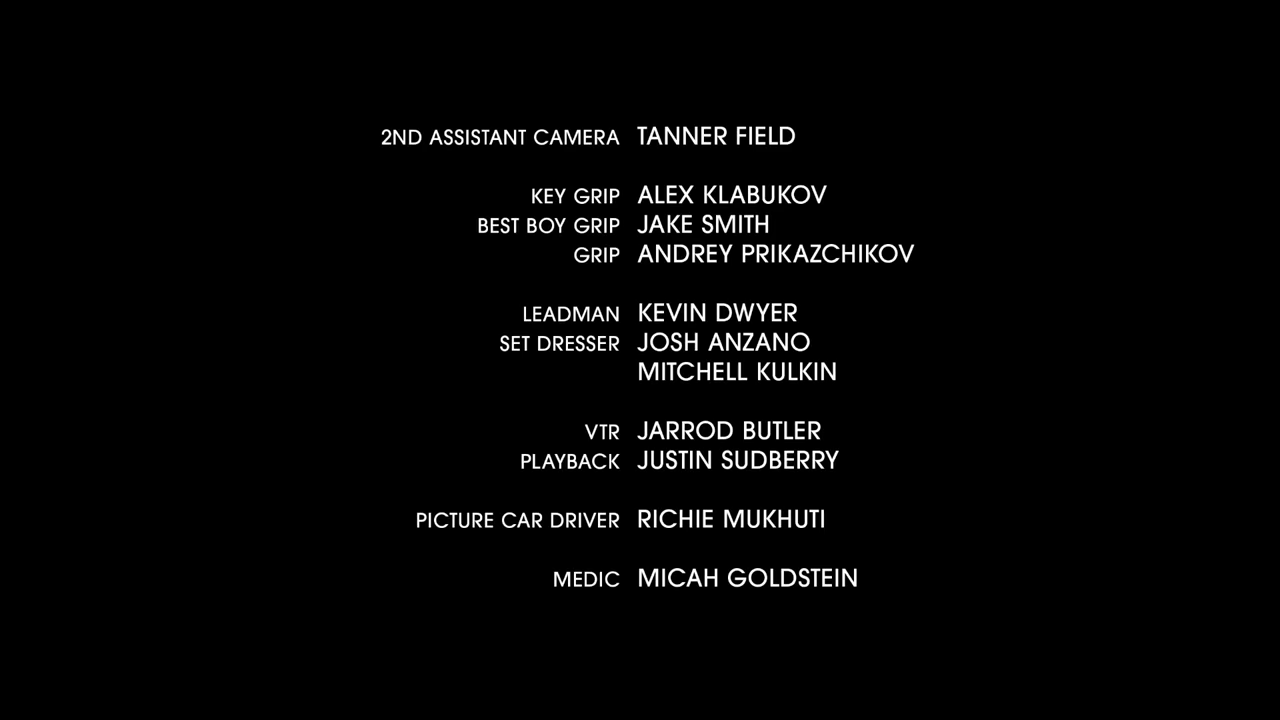 2ND ASSISTANT CAMERA TANNER FIELD
KEY GRIP ALEX KLABUKOV
BEST BOY GRIP JAKE SMITH
GRIP ANDREY PRIKAZCHIKOV
LEADMAN KEVIN DWYER
SET DRESSER JOSH ANZANO
MITCHELL KULKIN
VTR JARROD BUTLER
PLAYBACK JUSTIN SUDBERRY
PICTURE CAR DRIVER RICHIE MUKHUTI
MEDIC MICAH GOLDSTEIN